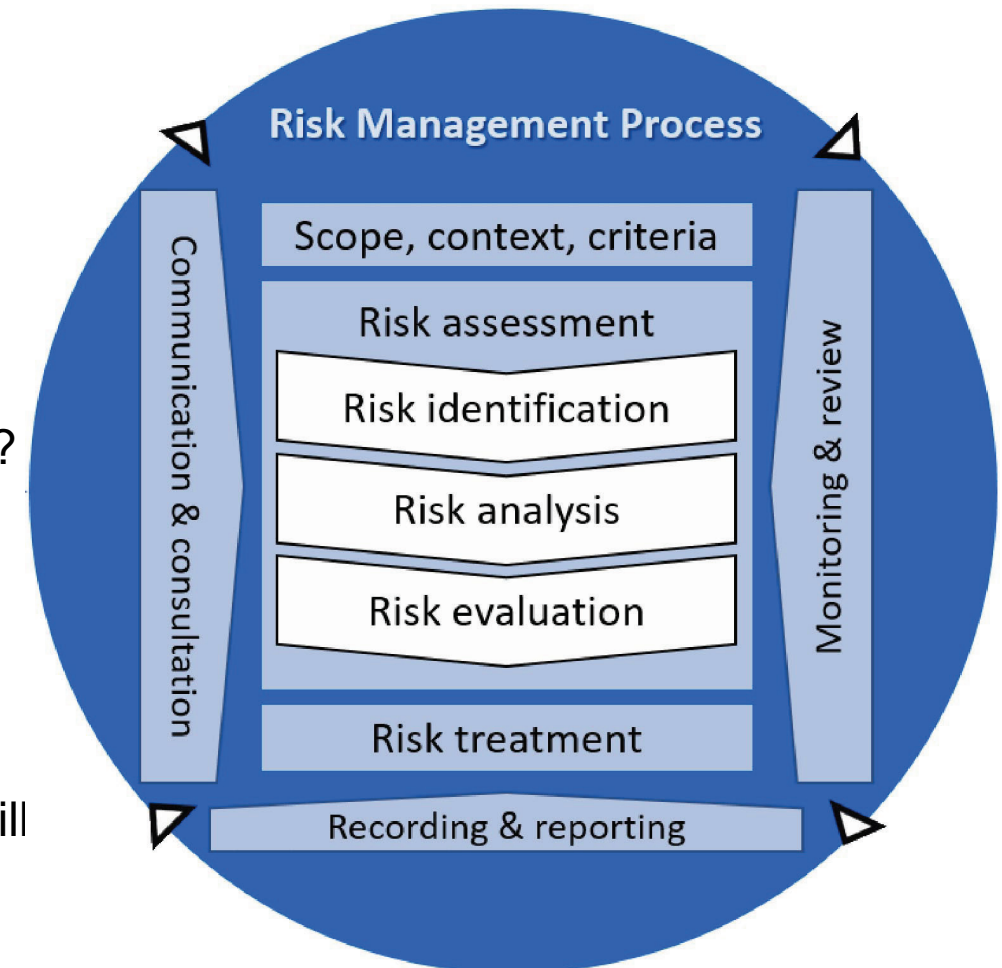 Risk Management Process
Scope, context, criteria
Risk assessment
Risk identification
Risk analysis
Risk evaluation
Risk treatment
Communication & consultation
Monitoring & review
Recording & reporting
?
ill